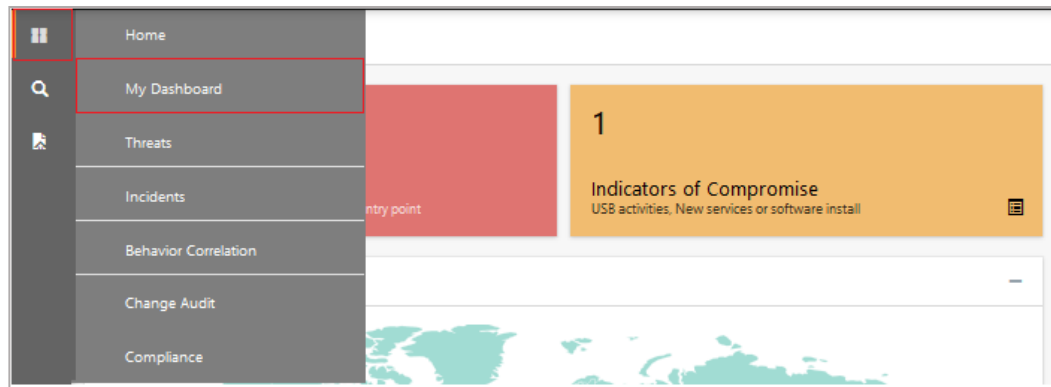 Home
My Dashboard
Threats
Incidents
Behavior Correlation
Change Audit
Compliance
ntry point
1
Indicators of Compromise
USB activities, New services or software install